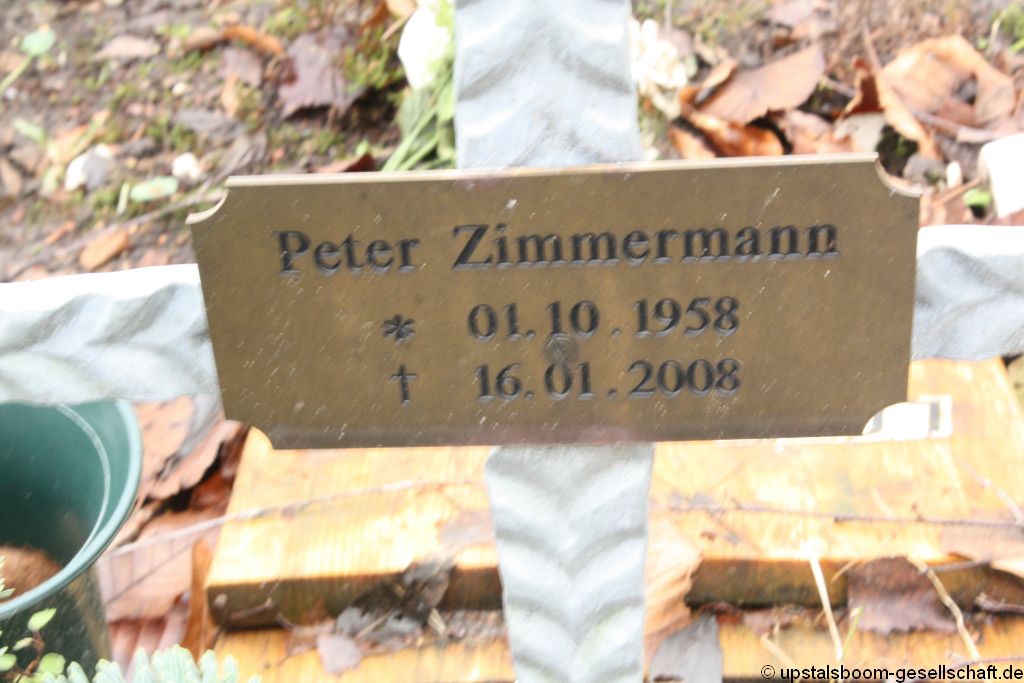 Peter Zimmermann
* 01.10.1958
† 16.01.2008
© upstalsboom-gesellschaft.de